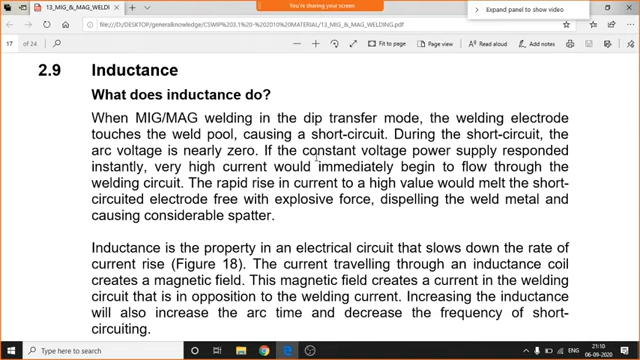 13_MIG_&_MAG_WELDIN
You're sharing your screen
Expand panel to show video
file:///D:/DESKTOP/generalknowledge/CSWIP%203.1%20-%202010%20MATERIAL/13_MIG_&_MAG_WELDING.pdf
17 of 24
Fit to page
Page view
Read aloud
Add notes
2.9 Inductance
What does inductance do?
When MIG/MAG welding in the dip transfer mode, the welding electrode
touches the weld pool, causing a short-circuit. During the short-circuit, the
arc voltage is nearly zero. If the constant voltage power supply responded
instantly, very high current would immediately begin to flow through the
welding circuit. The rapid rise in current to a high value would melt the short-
circuited electrode free with explosive force, dispelling the weld metal and
causing considerable spatter.
Inductance is the property in an electrical circuit that slows down the rate of
current rise (Figure 18). The current travelling through an inductance coil
creates a magnetic field. This magnetic field creates a current in the welding
circuit that is in opposition to the welding current. Increasing the inductance
will also increase the arc time and decrease the frequency of short-
circuiting.
21:10
06-09-2020